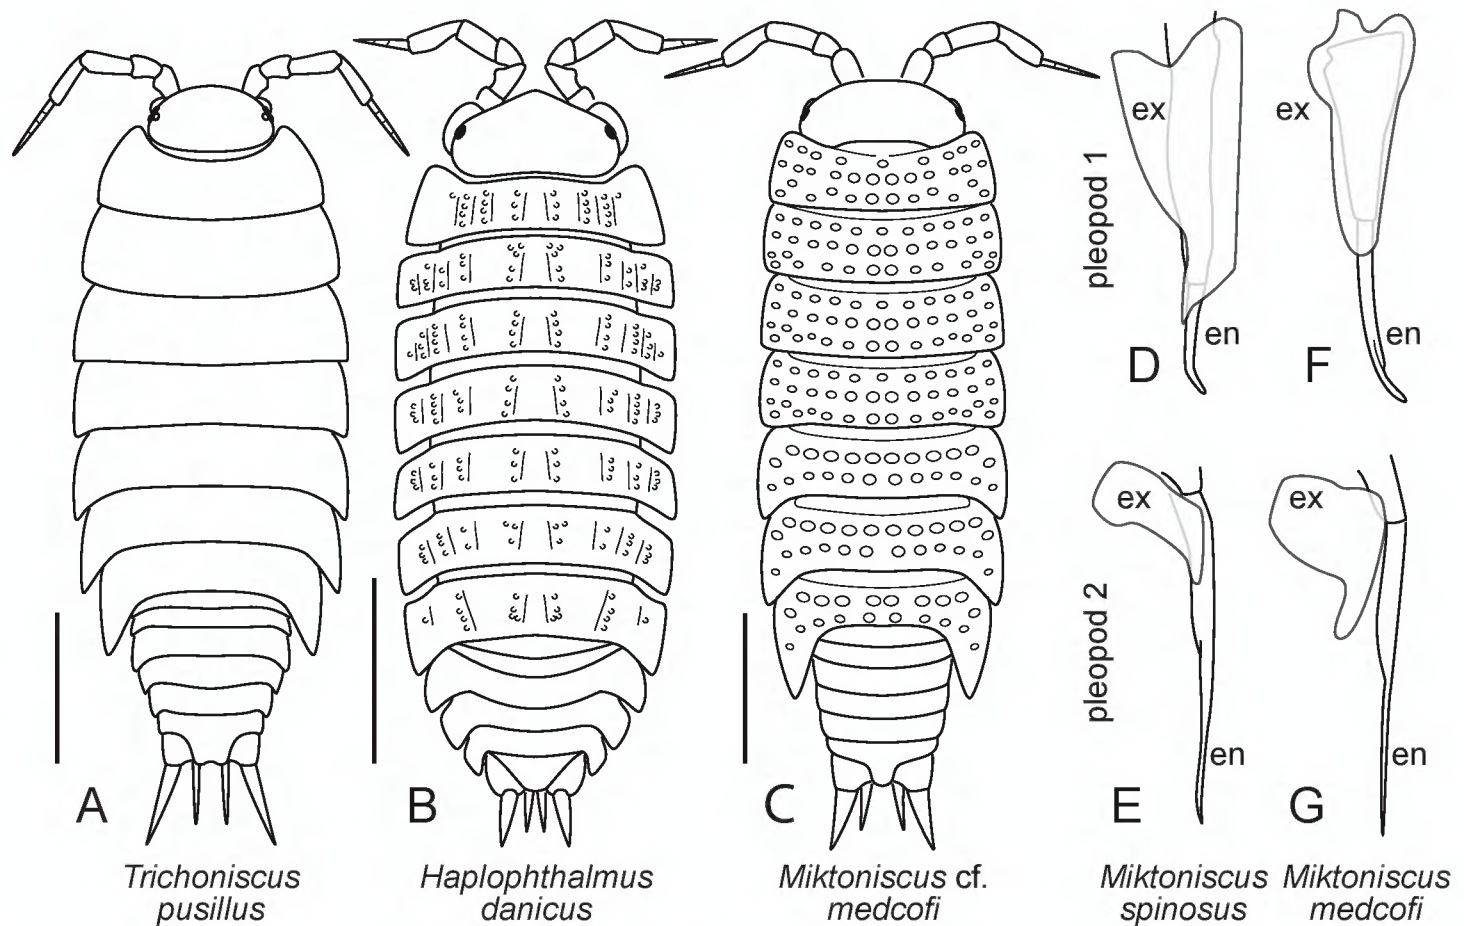 ex
ex
pleopod 1
en
en
A
B
C
D
F
ex
ex
pleopod 2
en
en
E
G
Trichoniscus
pusillus
Haplophthalmus
danicus
Miktoniscus cf.
medcofi
Miktoniscus
spinosus
Miktoniscus
medcofi